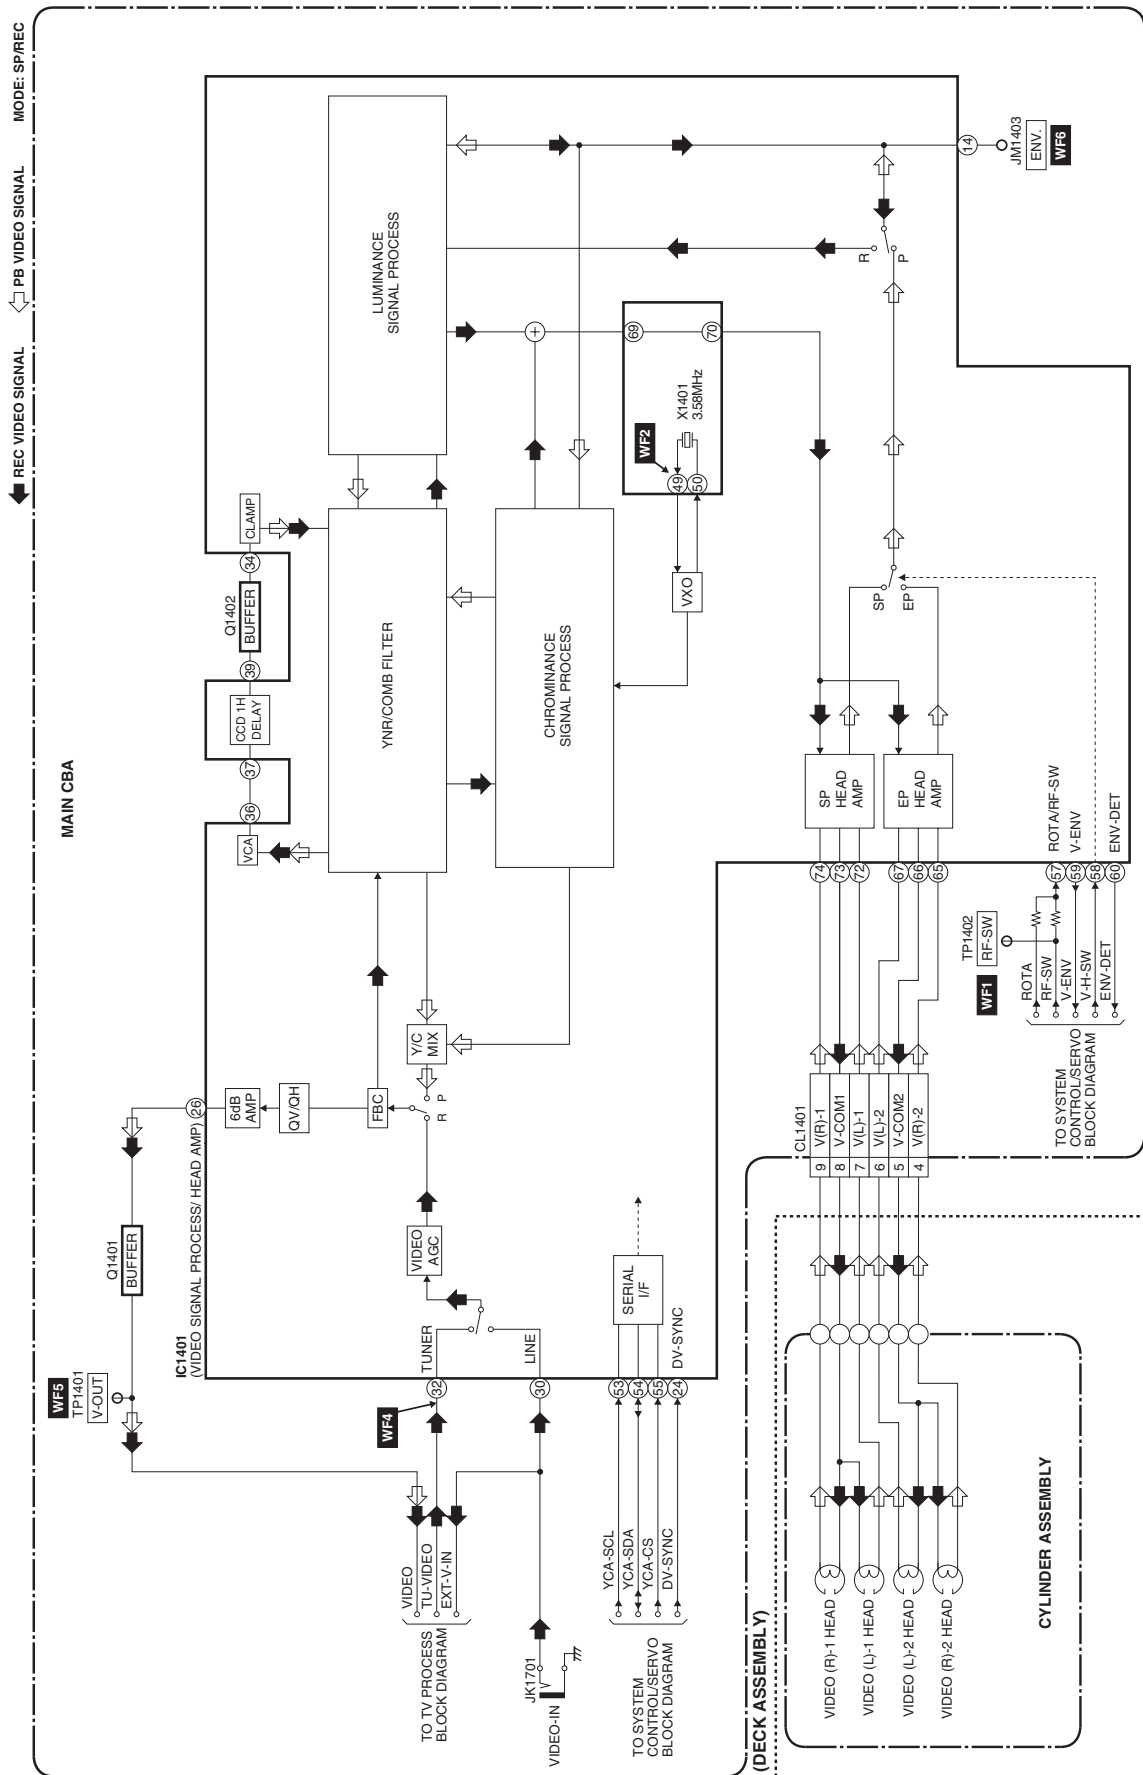 REC VIDEO SIGNAL
PB VIDEO SIGNAL
MODE: SP/REC
MAIN CBA
WF5
TP1401
V-OUT
Q1401
BUFFER
IC1401
(VIDEO SIGNAL PROCESS/ HEAD AMP)
26
6dB
AMP
QV/QH
FBC
R
P
Y/C
MIX
VIDEO
AGC
TUNER
LINE
WF4
32
30
VCA
36
37
CCD 1H
DELAY
39
Q1402
BUFFER
34
CLAMP
YNR/COMB FILTER
LUMINANCE
SIGNAL PROCESS
CHROMINANCE
SIGNAL PROCESS
+
69
70
WF2
49
50
X1401
3.58MHz
VXO
R
P
14
JM1403
ENV.
WF6
SP
EP
SP
HEAD
AMP
EP
HEAD
AMP
VIDEO
TU-VIDEO
EXT-V-IN
TO TV PROCESS
BLOCK DIAGRAM
JK1701
VIDEO-IN
SERIAL
I/F
DV-SYNC
53
54
55
24
YCA-SCL
YCA-SDA
YCA-CS
DV-SYNC
TO SYSTEM
CONTROL/SERVO
BLOCK DIAGRAM
74
73
72
67
66
65
57
59
58
60
ROTA/RF-SW
V-ENV
ENV-DET
TP1402
RF-SW
WF1
ROTA
RF-SW
V-ENV
V-H-SW
ENV-DET
TO SYSTEM
CONTROL/SERVO
BLOCK DIAGRAM
CL1401
9 V(R)-1
8 V-COM1
7 V(L)-1
6 V(L)-2
5 V-COM2
4 V(R)-2
(DECK ASSEMBLY)
VIDEO (R)-1 HEAD
VIDEO (L)-1 HEAD
VIDEO (L)-2 HEAD
VIDEO (R)-2 HEAD
CYLINDER ASSEMBLY